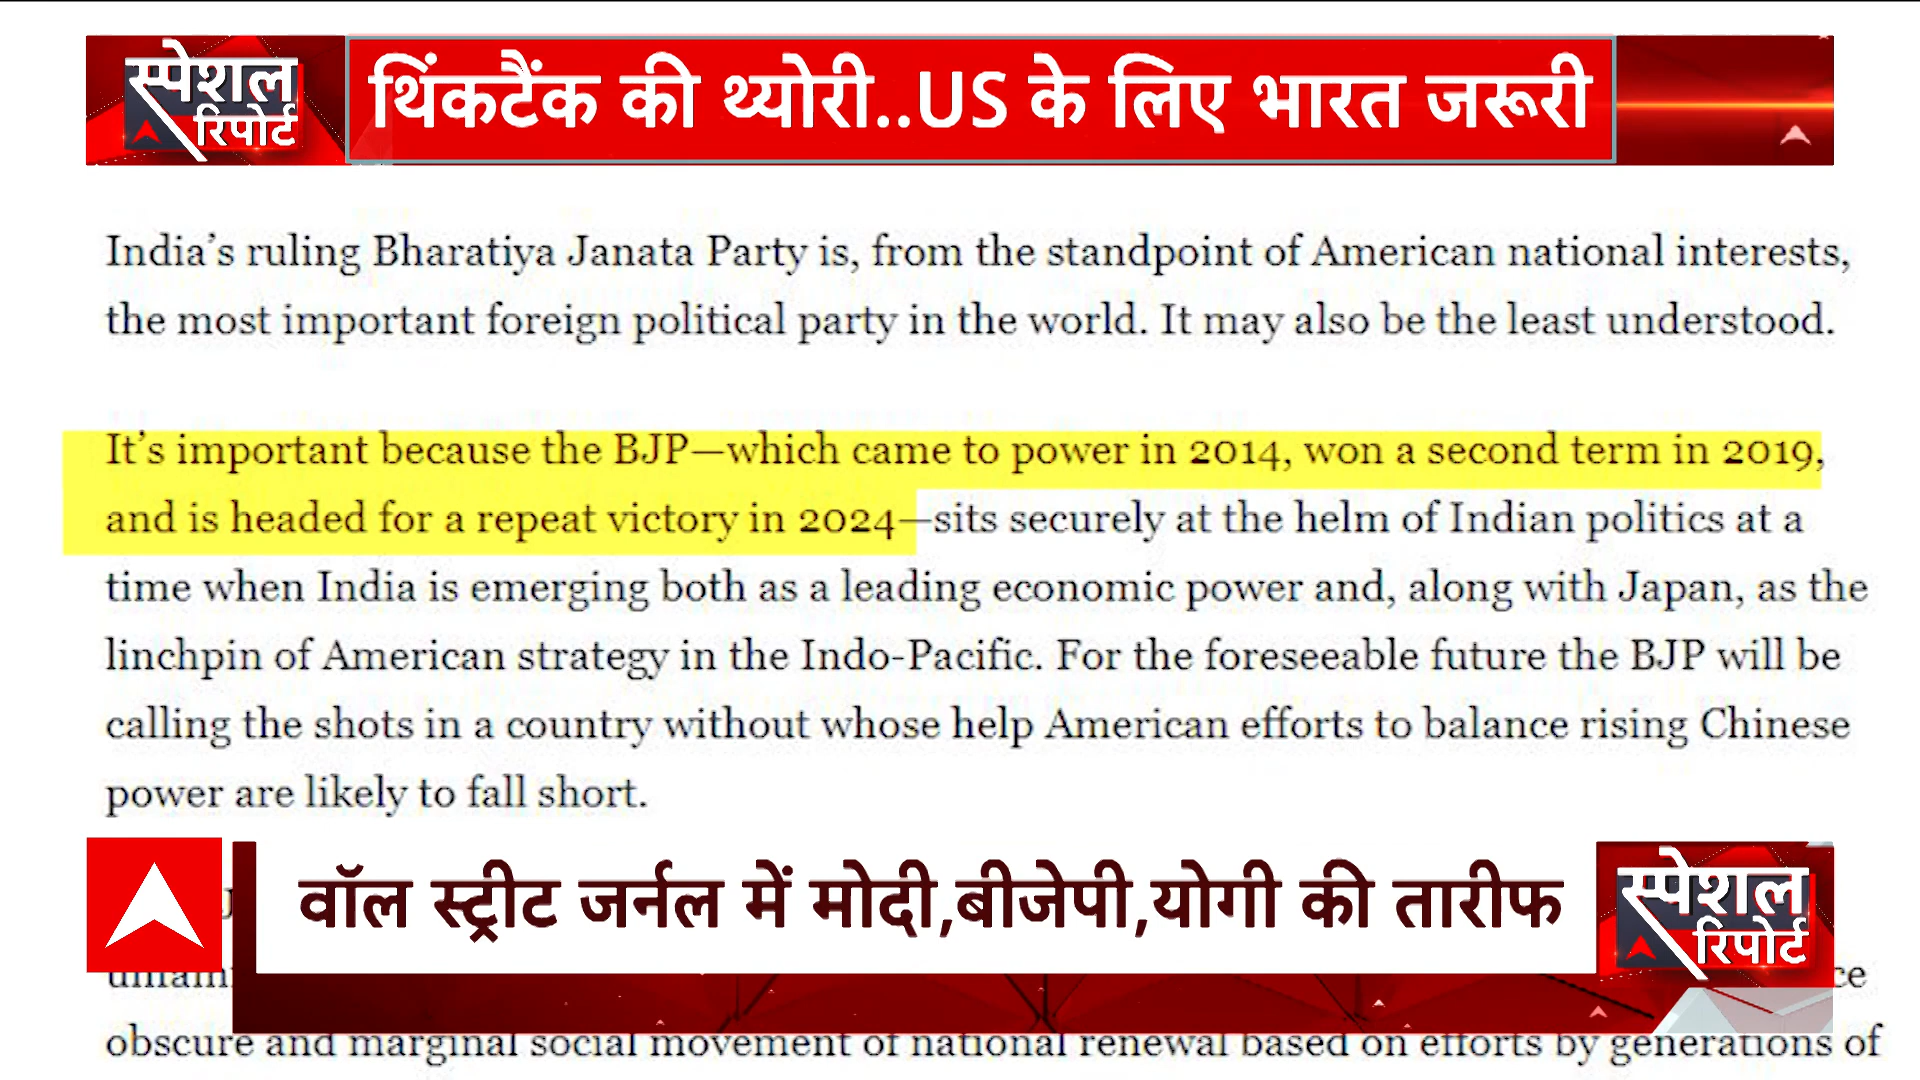 स्पेशल
रिपोर्ट
थिंकटैंक की थ्योरी..US के लिए भारत जरूरी
India’s ruling Bharatiya Janata Party is, from the standpoint of American national interests,
the most important foreign political party in the world. It may also be the least understood.
It’s important because the BJP—which came to power in 2014, won a second term in 2019,
and is headed for a repeat victory in 2024—sits securely at the helm of Indian politics at a
time when India is emerging both as a leading economic power and, along with Japan, as the
linchpin of American strategy in the Indo-Pacific. For the foreseeable future the BJP will be
calling the shots in a country without whose help American efforts to balance rising Chinese
power are likely to fall short.
वॉल स्ट्रीट जर्नल में मोदी,बीजेपी,योगी की तारीफ
स्पेशल
रिपोर्ट
obscure and marginal social movement of national renewal based on efforts by generations of